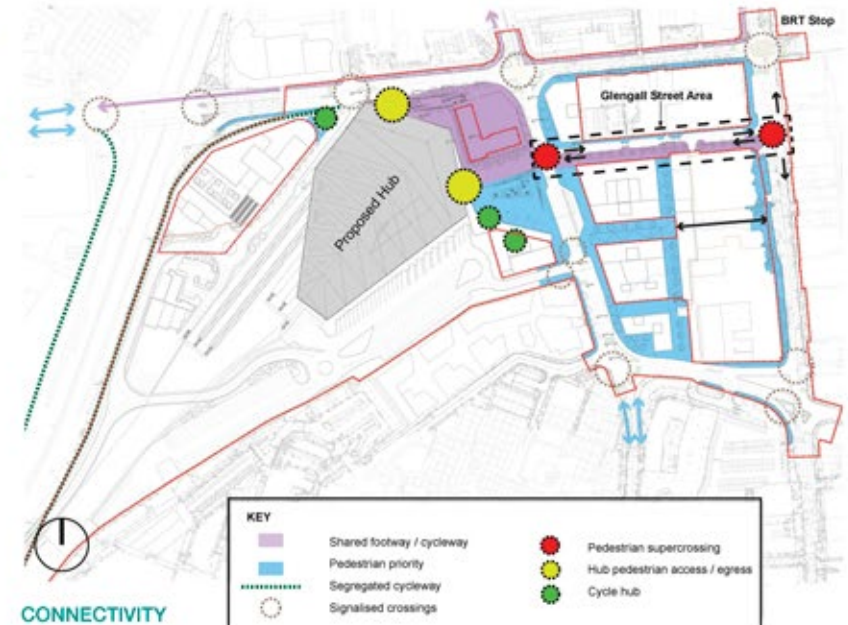 BRT Stop
Glengall Street Area
Proposed Hub
KEY
Shared footway / cycleway
Pedestrian priority
Segregated cycleway
Signalised crossings
Pedestrian supercrossing
Hub pedestrian access / egress
Cycle hub
CONNECTIVITY